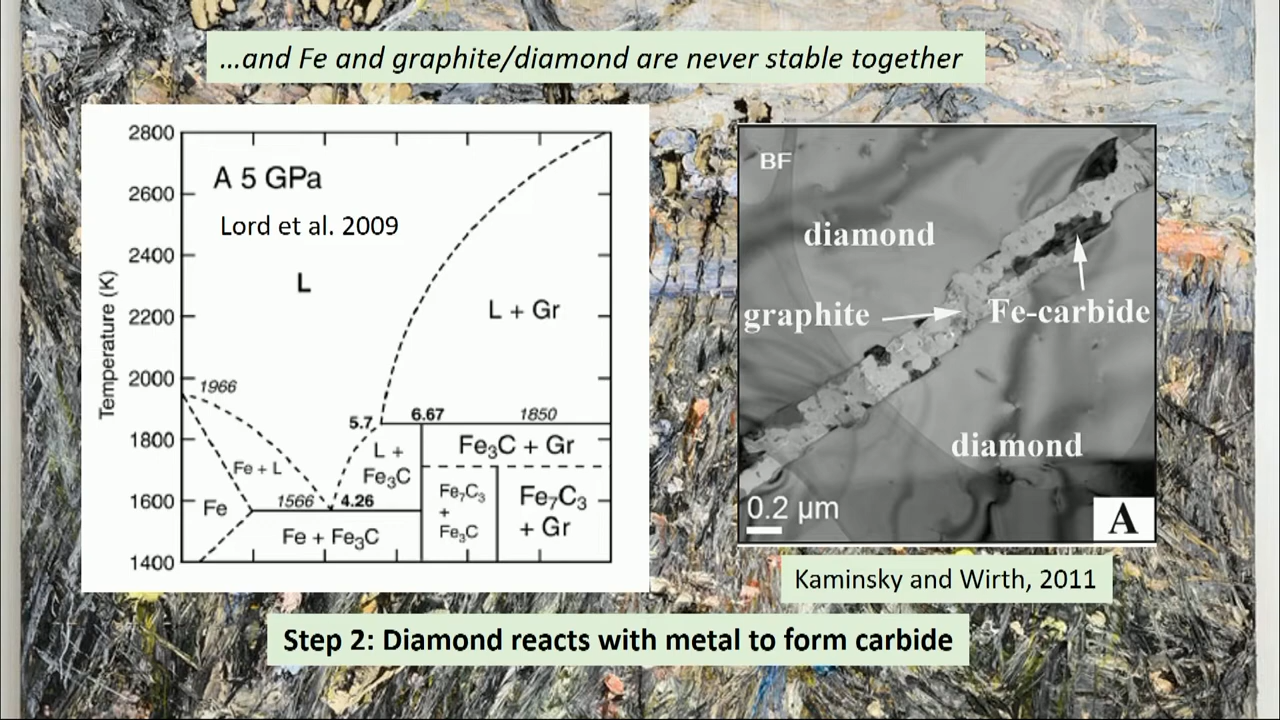 ...and Fe and graphite/diamond are never stable together
2800
2600
2400
2200
2000
1800
1600
1400
Temperature (K)
A 5 GPa
Lord et al. 2009
L
L + Gr
1966
5.7
6.67
1850
Fe + L
L +
Fe₃C
Fe₃C + Gr
Fe
1566
4.26
Fe₇C₃
+
Fe₃C
Fe₇C₃
+ Gr
Fe + Fe₃C
BF
diamond
graphite
Fe-carbide
diamond
0.2 µm
A
Kaminsky and Wirth, 2011
Step 2: Diamond reacts with metal to form carbide